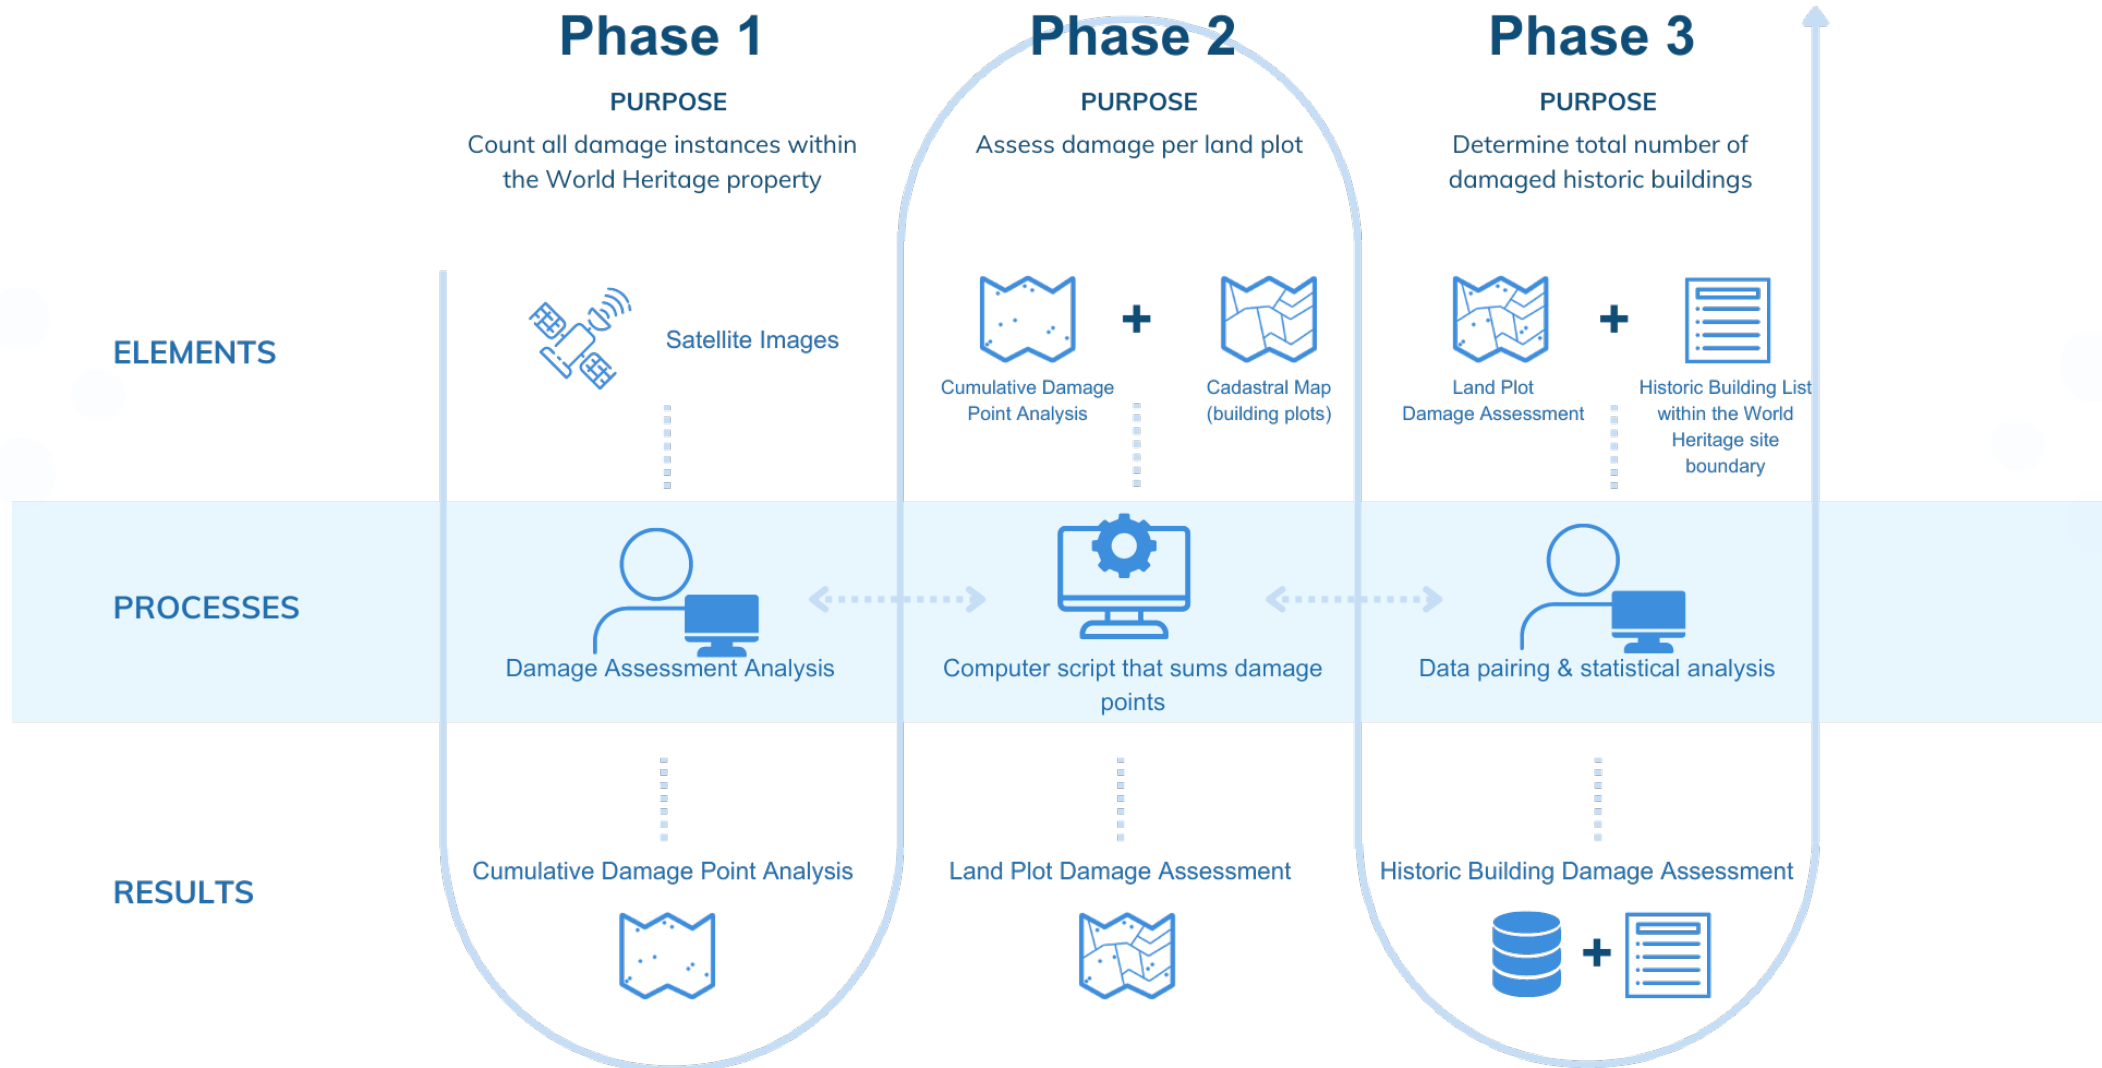 Phase 1
PURPOSE
Count all damage instances within
the World Heritage property
Phase 2
PURPOSE
Assess damage per land plot
Phase 3
PURPOSE
Determine total number of
damaged historic buildings
ELEMENTS
Satellite Images
Cumulative Damage
Point Analysis
+
Cadastral Map
(building plots)
Land Plot
Damage Assessment
+
Historic Building List
within the World
Heritage site
boundary
PROCESSES
Damage Assessment Analysis
Computer script that sums damage
points
Data pairing & statistical analysis
RESULTS
Cumulative Damage Point Analysis
Land Plot Damage Assessment
Historic Building Damage Assessment
+